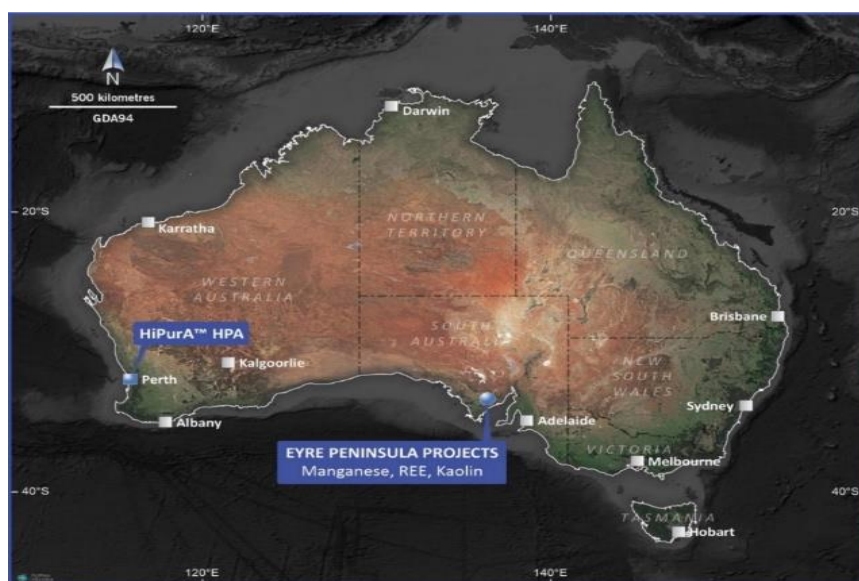 120°E
140°E
N
500 kilometres
GDA94
Darwin
20°S
20°S
Karratha
NORTHERN
TERRITORY
QUEENSLAND
WESTERN
AUSTRALIA
HiPurA™ HPA
SOUTH
AUSTRALIA
Brisbane
Kalgoorlie
Perth
NEW
SOUTH
WALES
Sydney
Albany
Adelaide
EYRE PENINSULA PROJECTS
Manganese, REE, Kaolin
VICTORIA
Melbourne
40°S
40°S
TASMANIA
Hobart
120°E
140°E